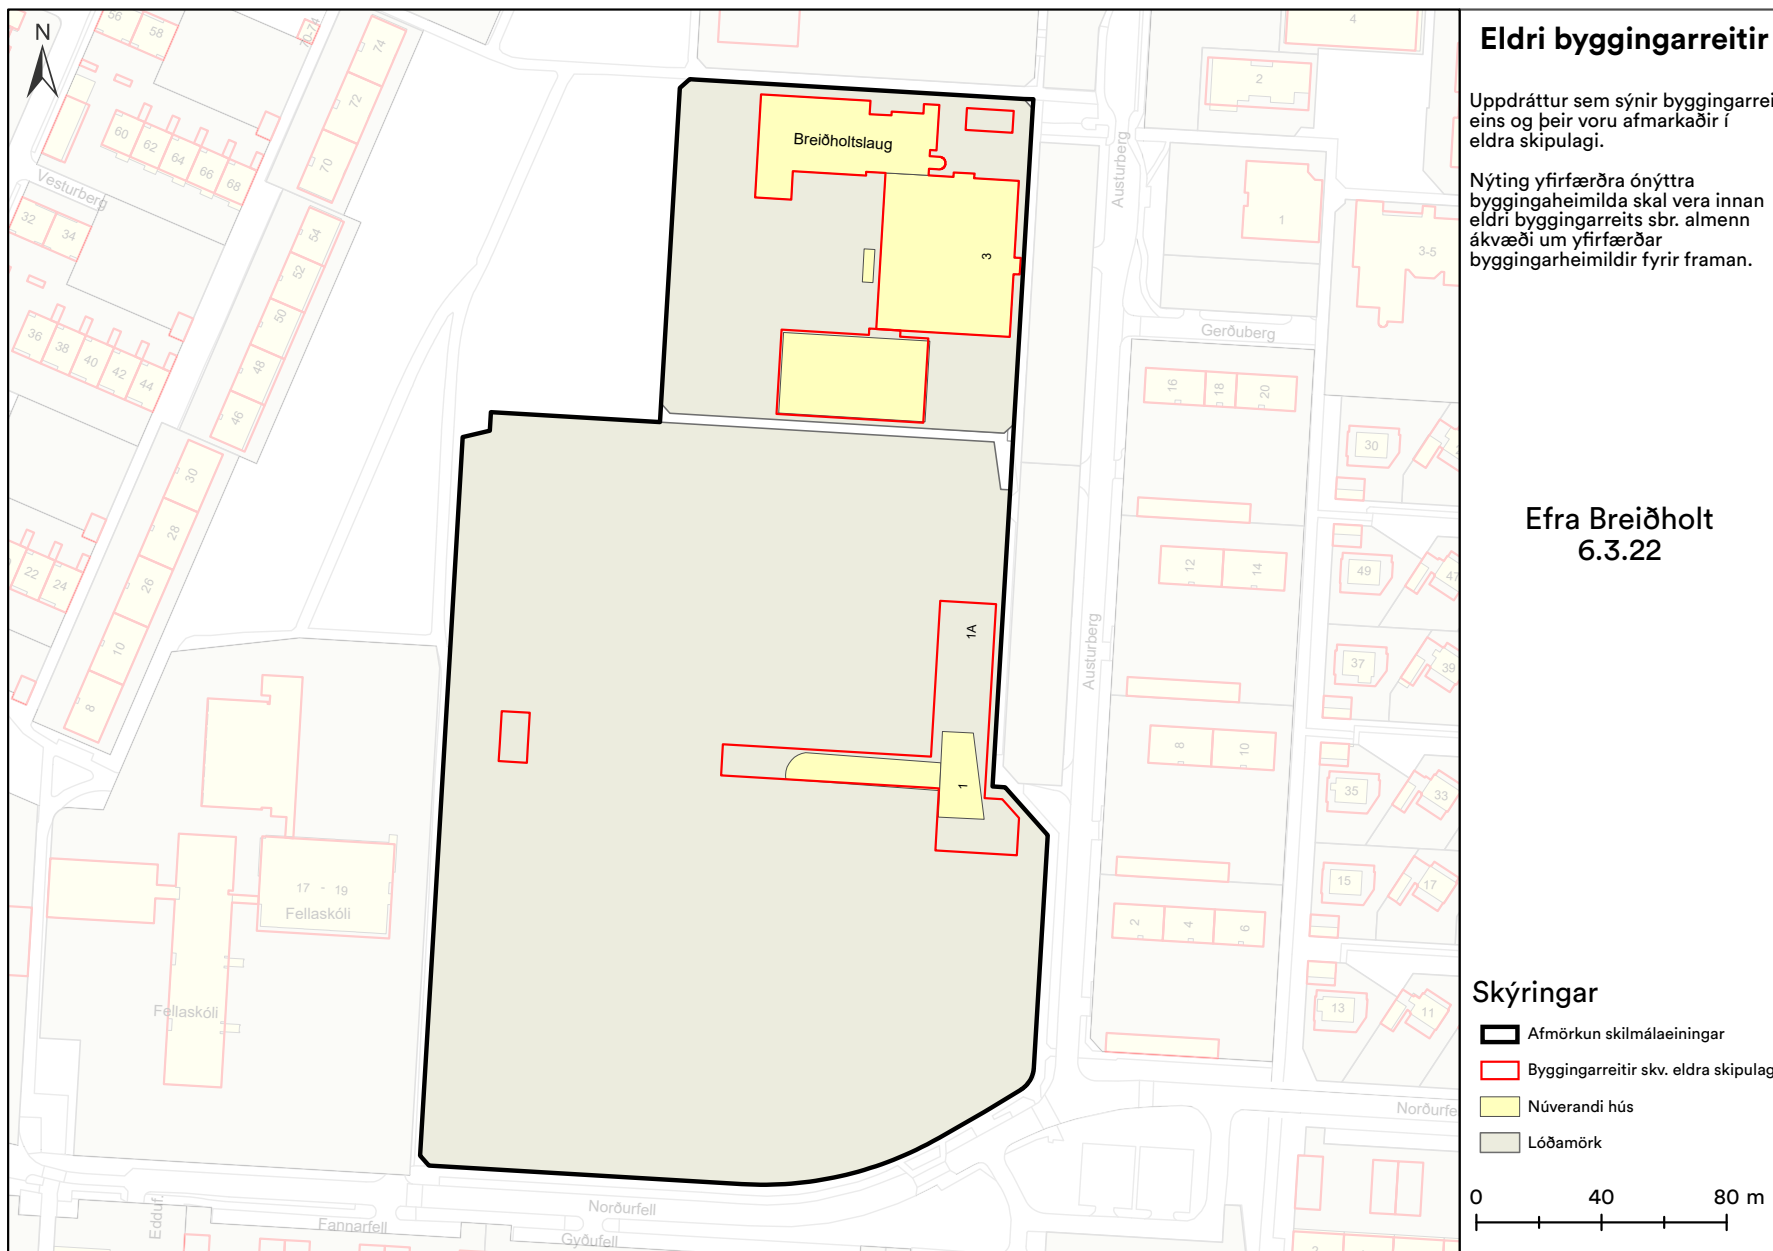 Eldri byggingarreitir
Uppdráttur sem sýnir byggingarrei
eins og þeir voru afmarkaðir í
eldra skipulagi.
Nýting yfirfærðra ónýttra
byggingaheimilda skal vera innan
eldri byggingarreits sbr. almenn
ákvæði um yfirfærðar
byggingarheimildir fyrir framan.
Efra Breiðholt
6.3.22
Skýringar
Afmörkun skilmálaeiningar
Byggingarreitir skv. eldra skipulag
Núverandi hús
Lóðamörk
0 40 80 m
N
Breiðholtslaug
3
1A
1
56
58
70-74
74
72
70
60
62
64
66
68
Vesturberg
32
34
54
52
50
48
46
36
38
40
42
44
30
28
26
10
8
22
24
17 - 19
Fellaskóli
Fellaskóli
Edduf.
Fannarfell
Norðurfell
Gyðufell
Norðurfe
Austurberg
Austurberg
Gerðuberg
4
2
1
3-5
16
18
20
12
14
8
10
2
4
6
30
49
47
37
39
35
33
15
17
13
11